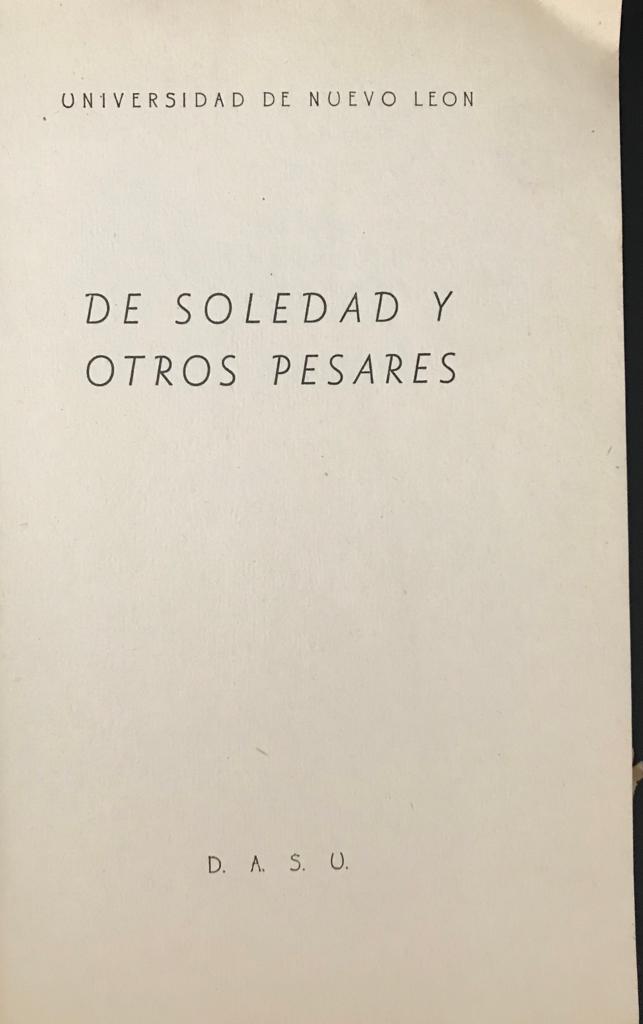 UNIVERSIDAD DE NUEVO LEON
DE SOLEDAD Y
OTROS PESARES
D. A. S. U.